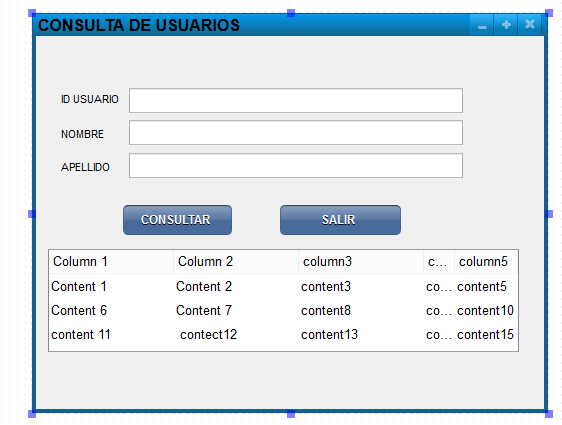 CONSULTA DE USUARIOS
ID USUARIO
NOMBRE
APELLIDO
CONSULTAR SALIR
Column 1 Column 2 column3 c... column5
Content 1 Content 2 content3 co... content5
Content 6 Content 7 content8 co... content10
content 11 contect12 content13 co... content15